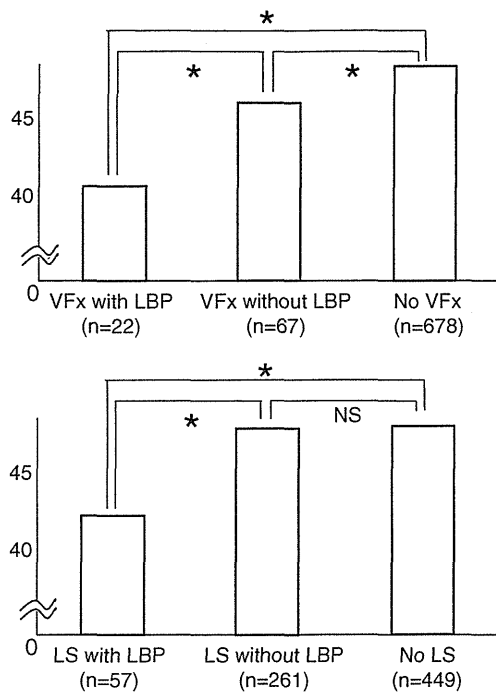 *
* *
45
40
0
VFx with LBP VFx without LBP No VFx
(n=22) (n=67) (n=678)
*
* NS
45
40
0
LS with LBP LS without LBP No LS
(n=57) (n=261) (n=449)